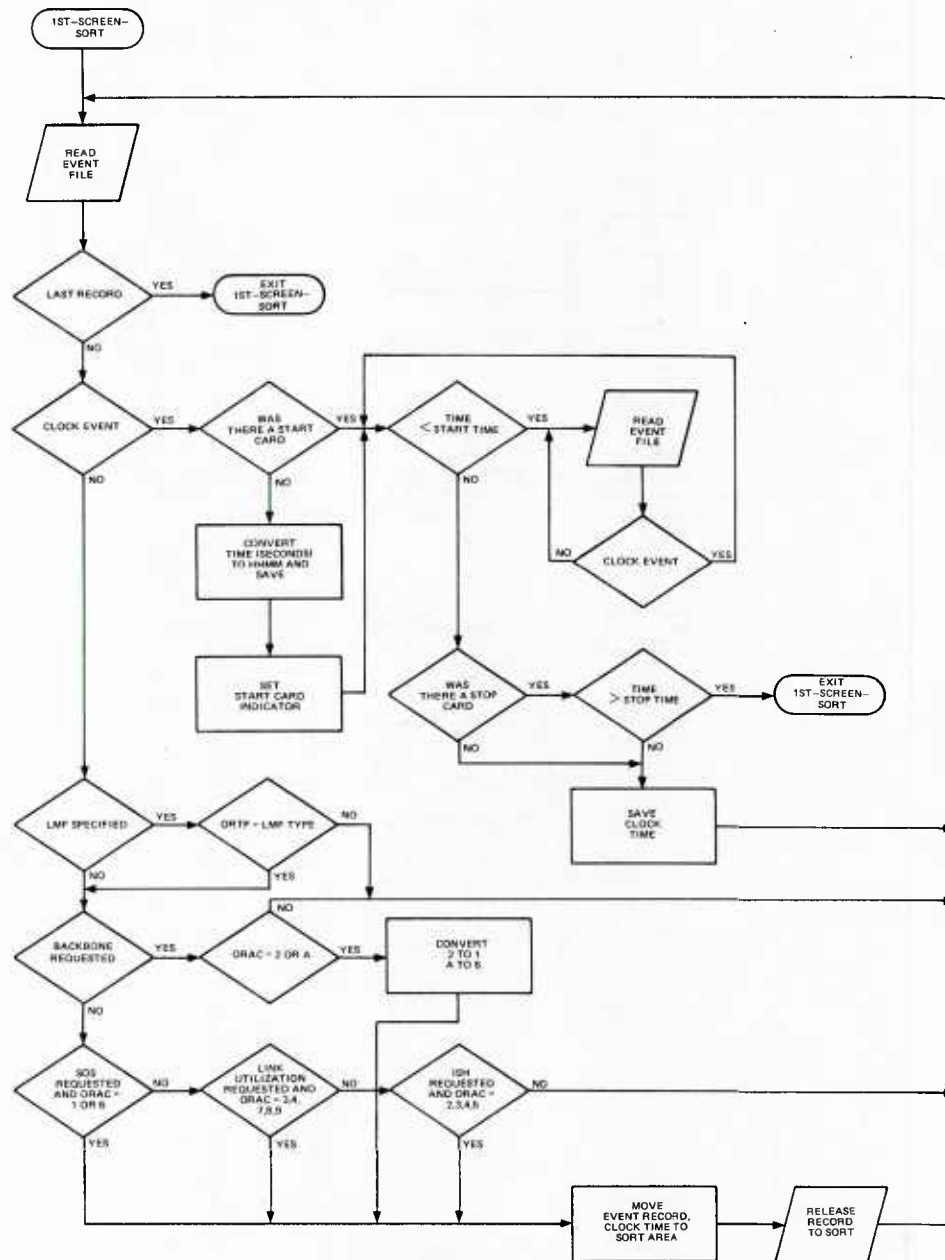 1ST-SCREEN-
SORT
READ
EVENT
FILE
LAST RECORD
YES
EXIT
1ST-SCREEN-
SORT
NO
CLOCK EVENT
YES
WAS
THERE A START
CARD
YES
TIME
< START TIME
YES
READ
EVENT
FILE
NO
NO
NO
CONVERT
TIME (SECONDS)
TO HHMM AND
SAVE
NO
CLOCK EVENT
YES
SET
START CARD
INDICATOR
WAS
THERE A STOP
CARD
YES
TIME
> STOP TIME
YES
EXIT
1ST-SCREEN-
SORT
NO
NO
SAVE
CLOCK
TIME
LMF SPECIFIED
YES
ORTP = LMF TYPE
NO
NO
YES
NO
BACKBONE
REQUESTED
YES
ORAC = 2 OR A
YES
CONVERT
2 TO 1
A TO 6
NO
SOS
REQUESTED
AND ORAC =
1 OR 6
NO
LINK
UTILIZATION
REQUESTED AND
ORAC = 3,4,
7,8,9
NO
ISH
REQUESTED
AND ORAC =
2,3,4,5
NO
YES
YES
YES
MOVE
EVENT RECORD,
CLOCK TIME TO
SORT AREA
RELEASE
RECORD
TO SORT